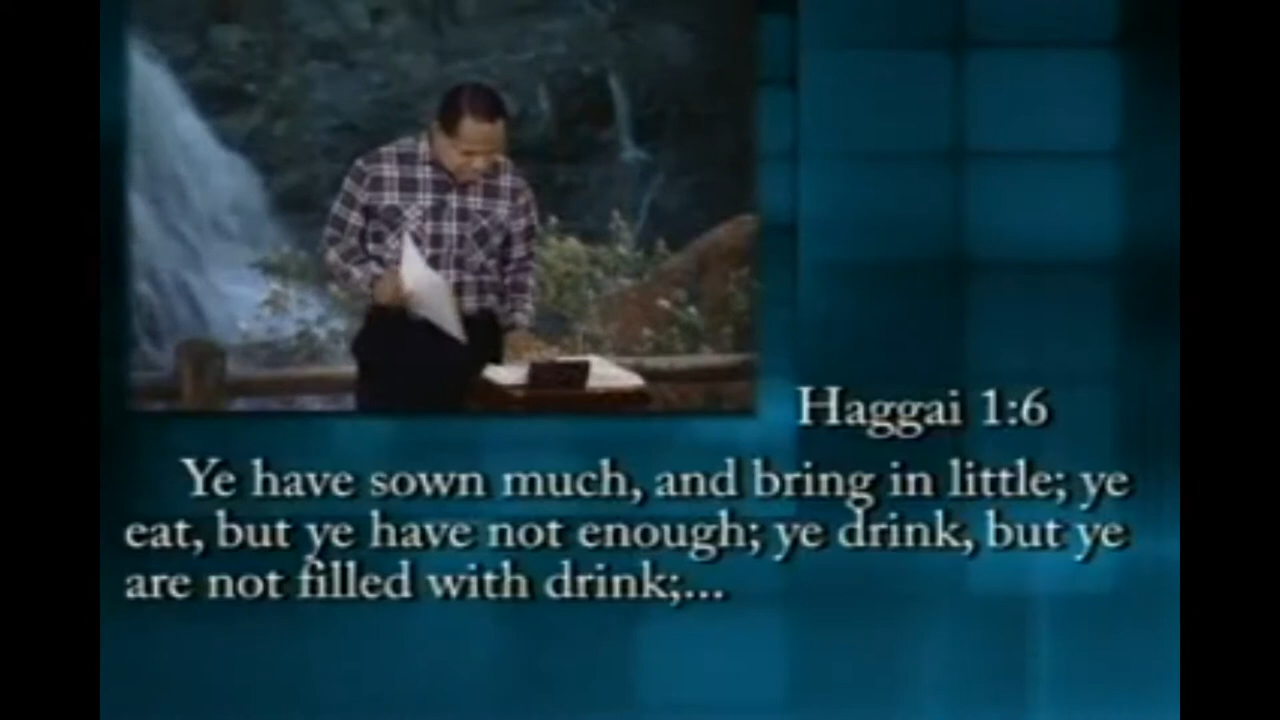 Haggai 1:6
Ye have sown much, and bring in little; ye
eat, but ye have not enough; ye drink, but ye
are not filled with drink;...